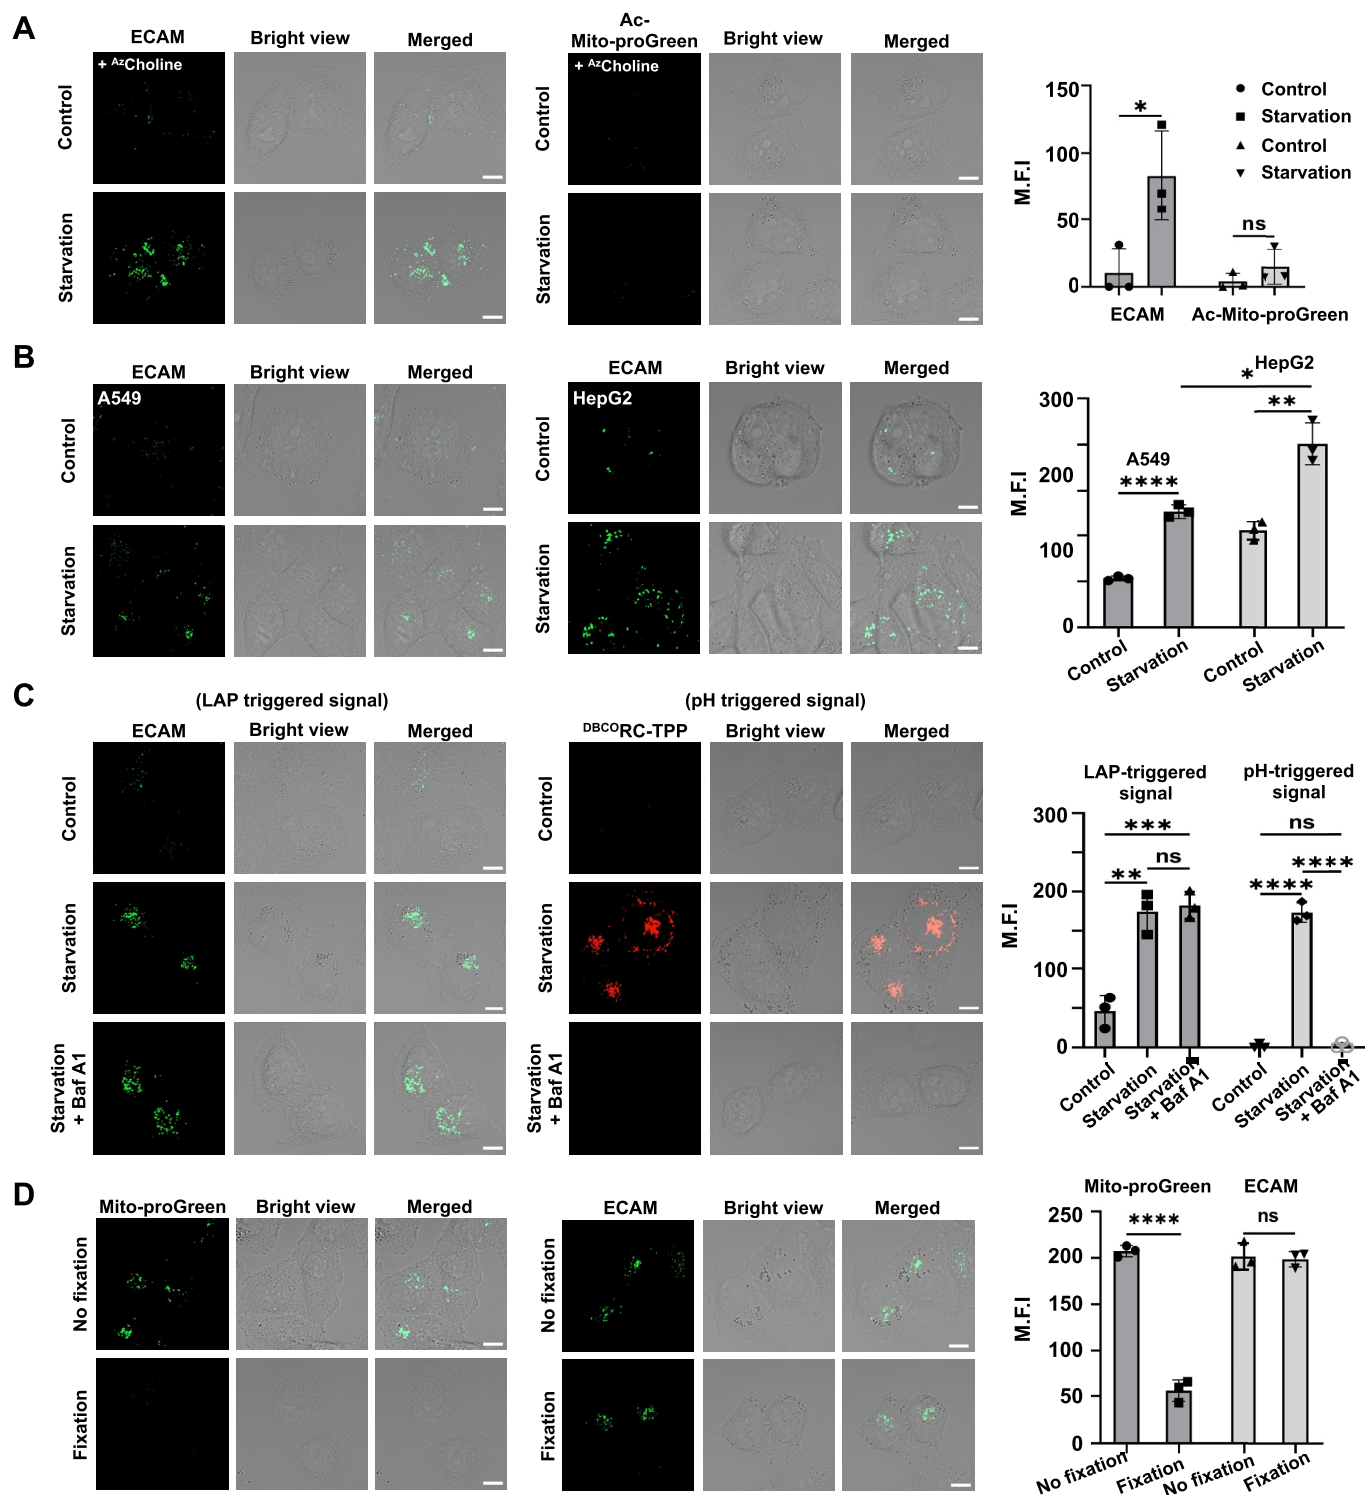 A
ECAM
Bright view
Merged
Ac-
Mito-proGreen
Bright view
Merged
+ AzCholine
+ AzCholine
Control
Starvation
Control
Starvation
M.F.I
150
100
50
0
*
ns
Control
Starvation
Control
Starvation
ECAM
Ac-Mito-proGreen
B
ECAM
Bright view
Merged
ECAM
Bright view
Merged
A549
HepG2
Control
Starvation
Control
Starvation
M.F.I
300
200
100
0
A549
****
*
HepG2
**
Control
Starvation
Control
Starvation
C
(LAP triggered signal)
(pH triggered signal)
ECAM
Bright view
Merged
DBCORC-TPP
Bright view
Merged
Control
Starvation
Starvation
+ Baf A1
Control
Starvation
Starvation
+ Baf A1
LAP-triggered
signal
pH-triggered
signal
M.F.I
300
200
100
0
***
ns
**
ns
****
****
Control
Starvation
Starvation
+ Baf A1
Control
Starvation
Starvation
+ Baf A1
D
Mito-proGreen
Bright view
Merged
ECAM
Bright view
Merged
No fixation
Fixation
No fixation
Fixation
Mito-proGreen
ECAM
M.F.I
250
200
150
100
50
0
****
ns
No fixation
Fixation
No fixation
Fixation